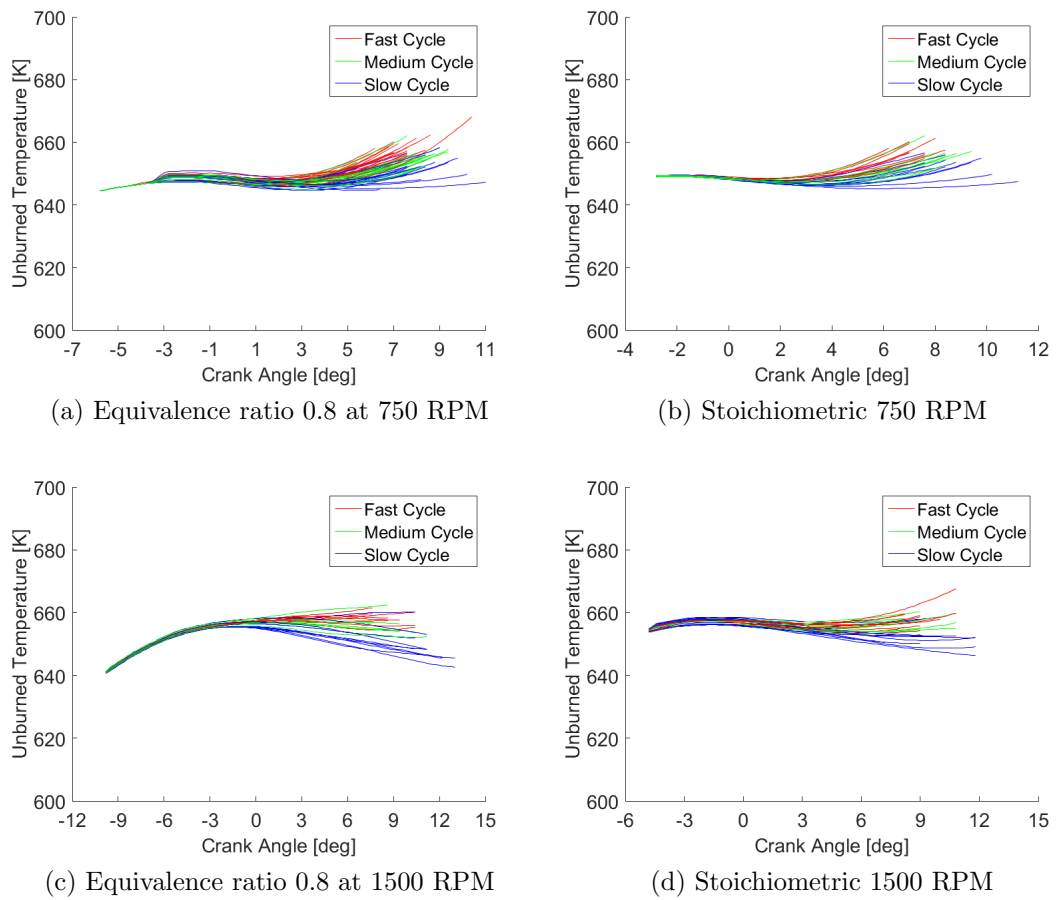 700
680
660
640
620
600
Unburned Temperature [K]
Fast Cycle
Medium Cycle
Slow Cycle
-7 -5 -3 -1 1 3 5 7 9 11
Crank Angle [deg]
(a) Equivalence ratio 0.8 at 750 RPM
700
680
660
640
620
600
Unburned Temperature [K]
Fast Cycle
Medium Cycle
Slow Cycle
-4 -2 0 2 4 6 8 10 12
Crank Angle [deg]
(b) Stoichiometric 750 RPM
700
680
660
640
620
600
Unburned Temperature [K]
Fast Cycle
Medium Cycle
Slow Cycle
-12 -9 -6 -3 0 3 6 9 12 15
Crank Angle [deg]
(c) Equivalence ratio 0.8 at 1500 RPM
700
680
660
640
620
600
Unburned Temperature [K]
Fast Cycle
Medium Cycle
Slow Cycle
-6 -3 0 3 6 9 12 15
Crank Angle [deg]
(d) Stoichiometric 1500 RPM